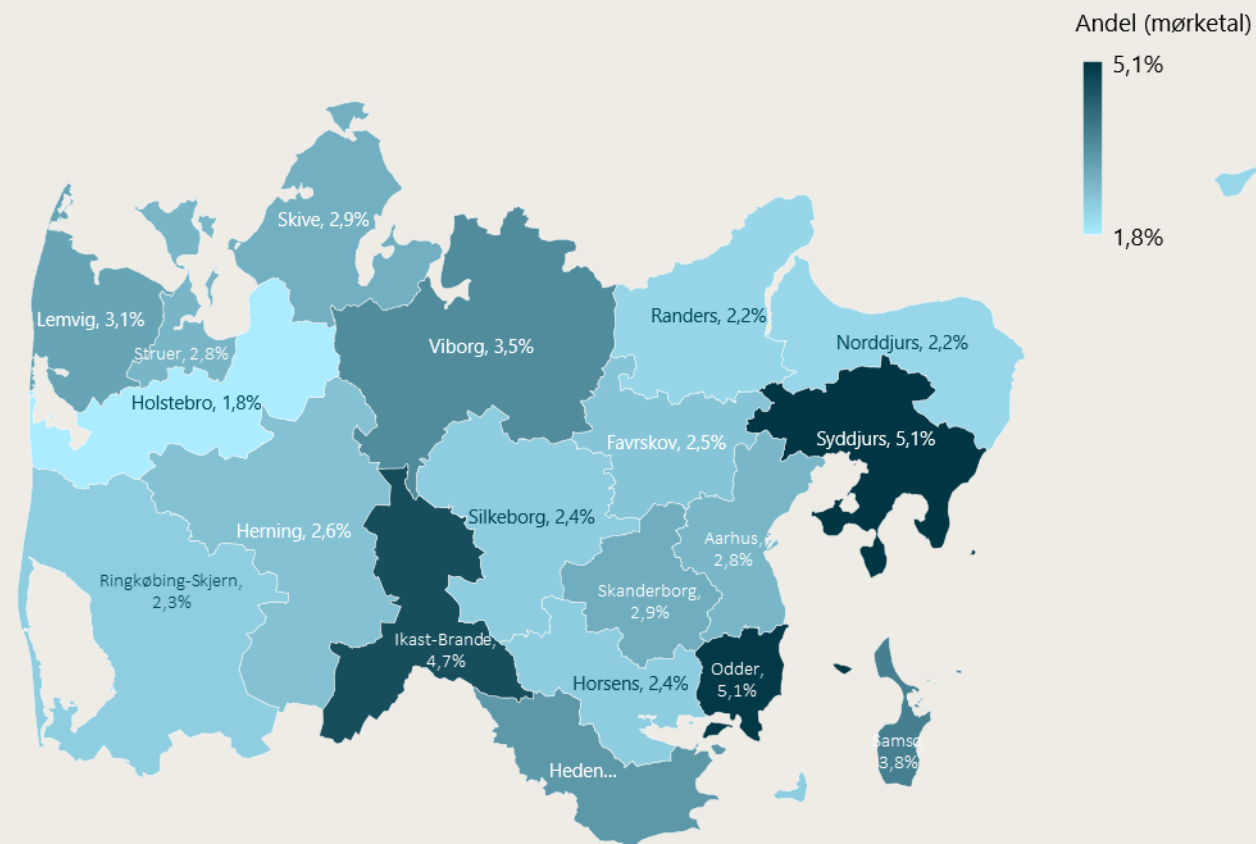 Andel (mørketal)
5,1%
1,8%
Skive, 2,9%
Lemvig, 3,1%
Struer, 2,8%
Viborg, 3,5%
Randers, 2,2%
Norddjurs, 2,2%
Holstebro, 1,8%
Favrskov, 2,5%
Syddjurs, 5,1%
Herning, 2,6%
Silkeborg, 2,4%
Aarhus,
2,8%
Ringkøbing-Skjern,
2,3%
Skanderborg,
2,9%
Ikast-Brande,
4,7%
Horsens, 2,4%
Odder,
5,1%
Samsø,
3,8%
Heden...